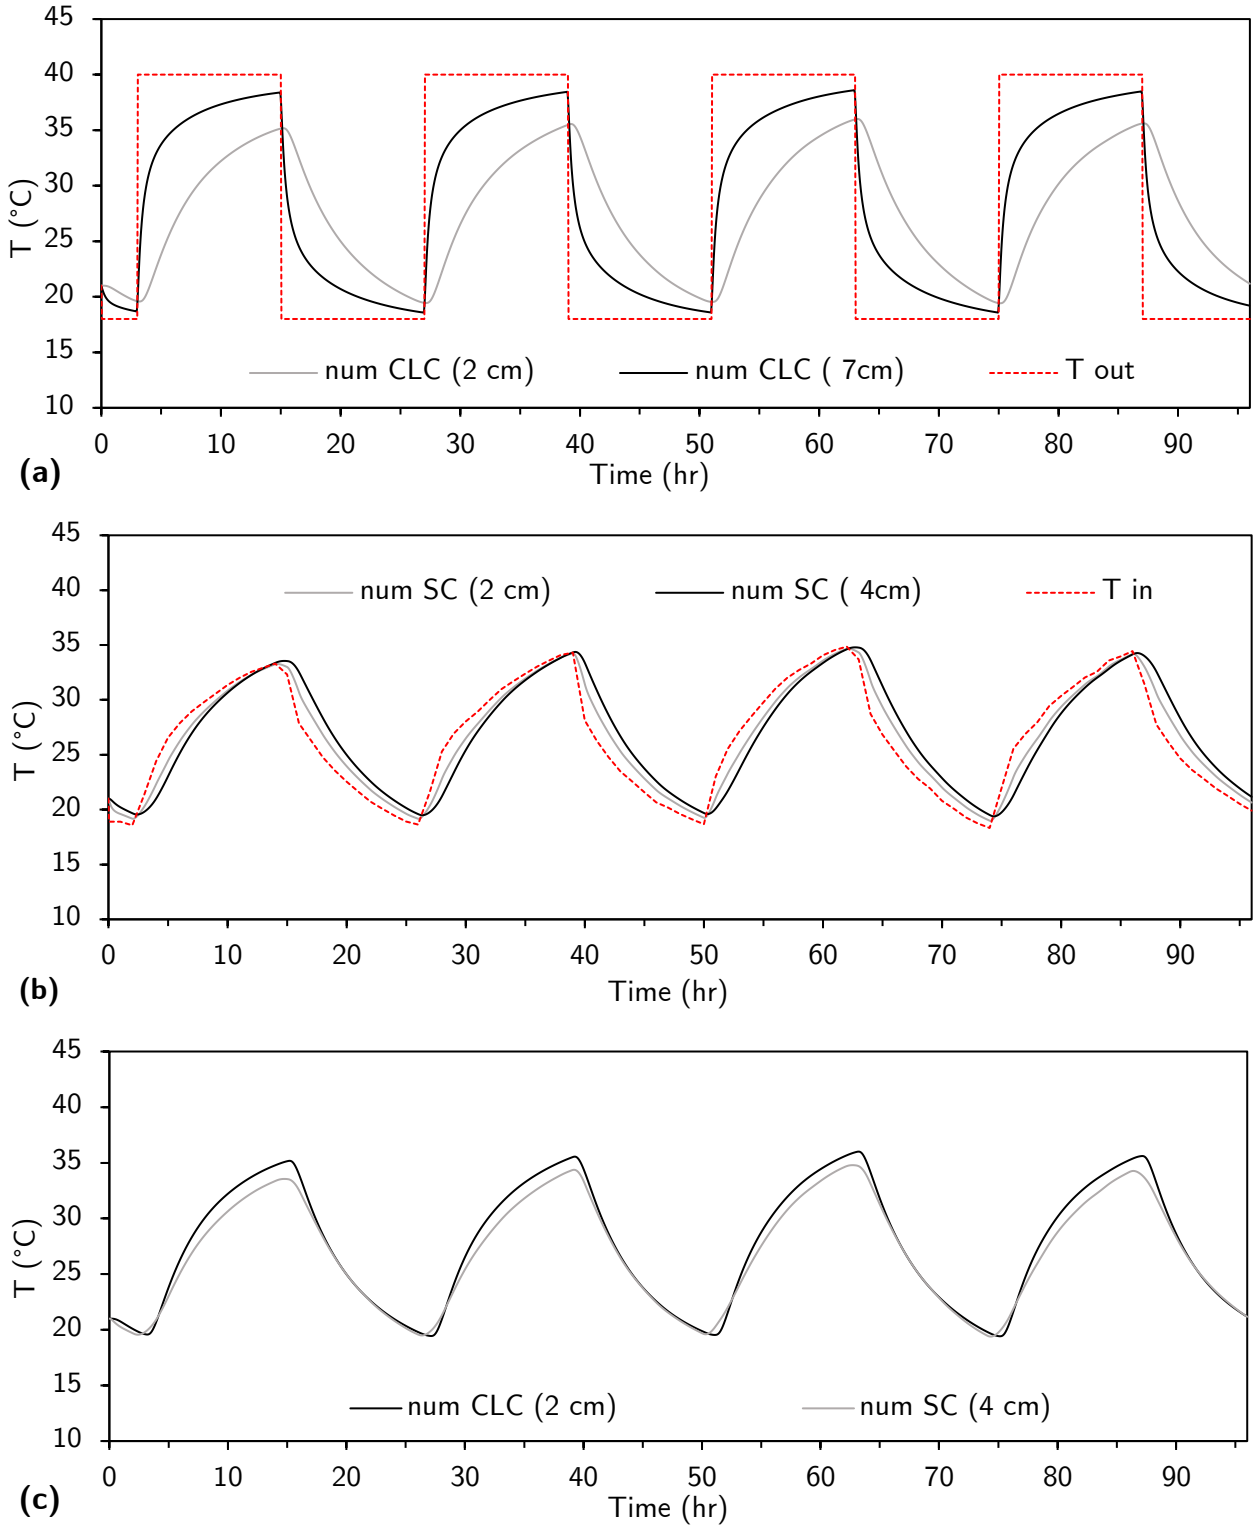 45
40
35
30
25
20
15
10
T (°C)
num CLC (2 cm) num CLC ( 7cm) T out
0 10 20 30 40 50 60 70 80 90
Time (hr)
(a)
45
40
35
30
25
20
15
10
T (°C)
num SC (2 cm) num SC ( 4cm) T in
0 10 20 30 40 50 60 70 80 90
Time (hr)
(b)
45
40
35
30
25
20
15
10
T (°C)
num CLC (2 cm) num SC (4 cm)
0 10 20 30 40 50 60 70 80 90
Time (hr)
(c)